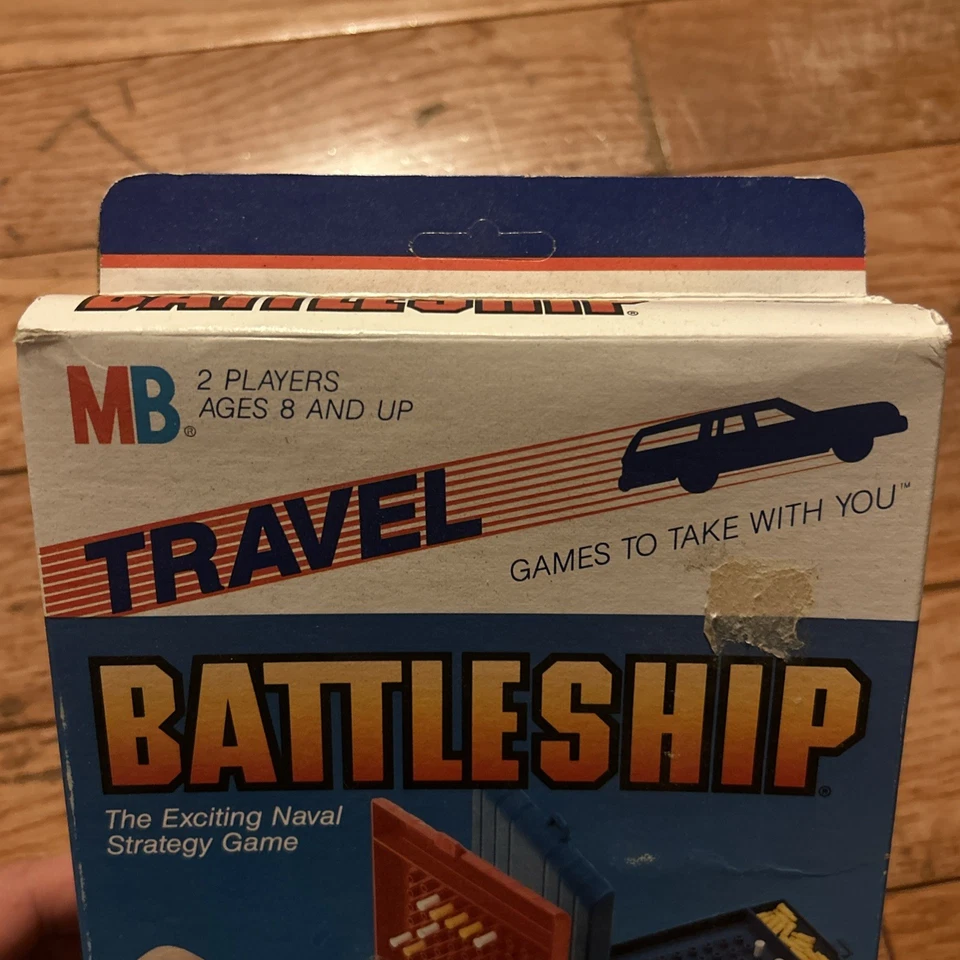 BATTLESHIP®
MB®
2 PLAYERS
AGES 8 AND UP
TRAVEL
GAMES TO TAKE WITH YOU™
BATTLESHIP®
The Exciting Naval
Strategy Game